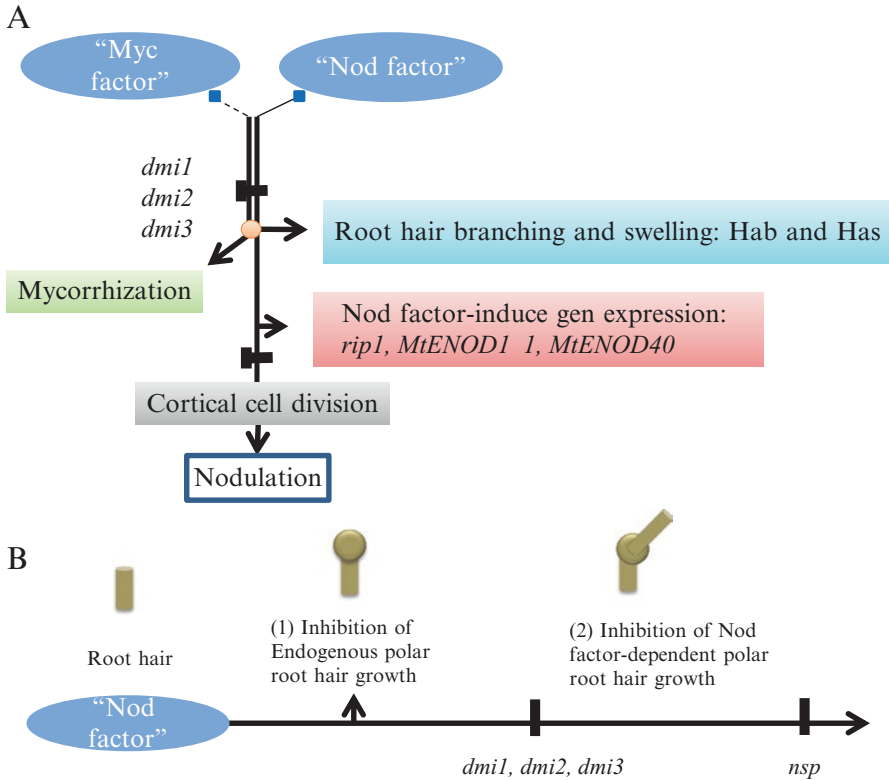 A
“Myc
factor”
“Nod factor”
dmi1
dmi2
dmi3
Root hair branching and swelling: Hab and Has
Mycorrhization
Nod factor-induce gen expression:
rip1, MtENOD1 1, MtENOD40
Cortical cell division
Nodulation
B
Root hair
(1) Inhibition of
Endogenous polar
root hair growth
(2) Inhibition of Nod
factor-dependent polar
root hair growth
“Nod
factor”
dmi1, dmi2, dmi3
nsp